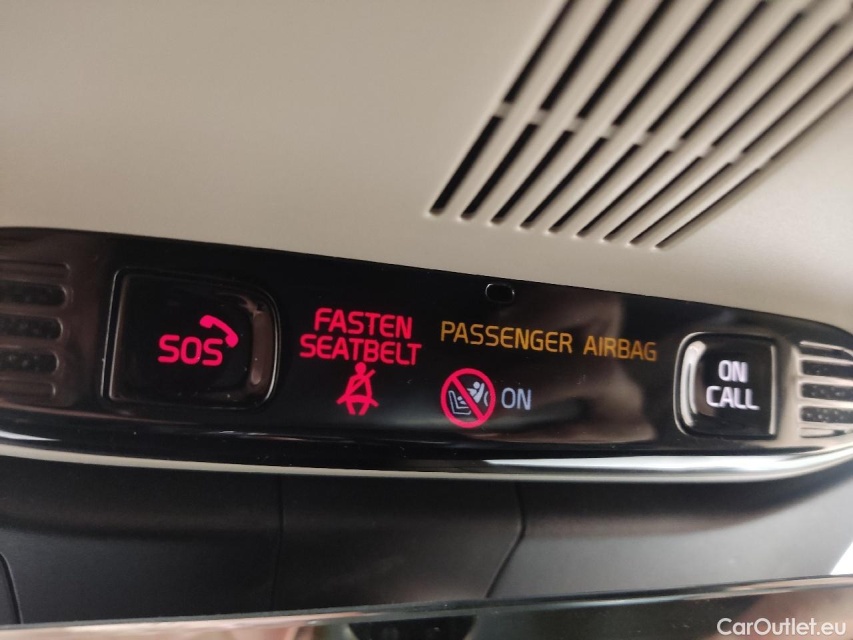 SOS
FASTEN
SEATBELT
PASSENGER AIRBAG
ON
ON
CALL
CarOutlet.eu